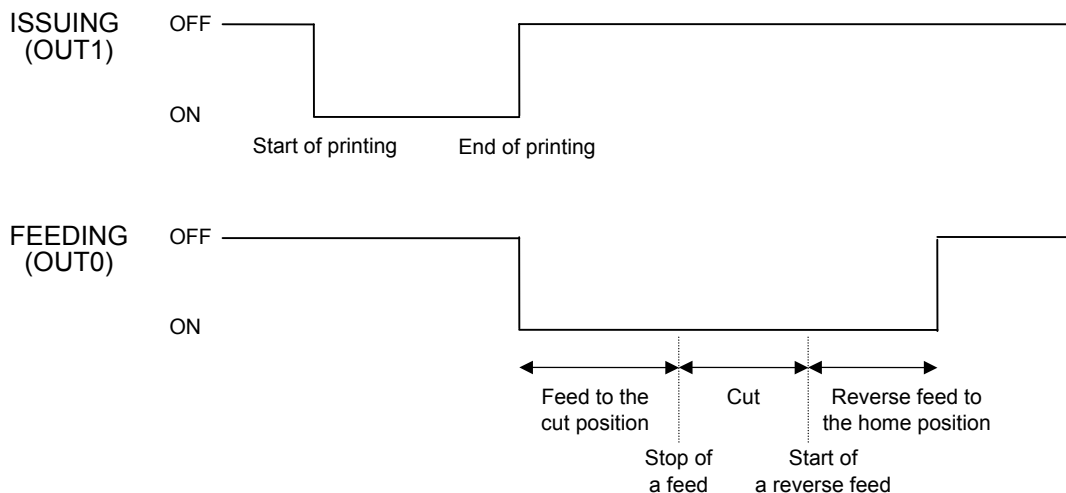 ISSUING
(OUT1)
OFF
ON
Start of printing
End of printing
FEEDING
(OUT0)
OFF
ON
Feed to the
cut position
Cut
Reverse feed to
the home position
Stop of
a feed
Start of
a reverse feed